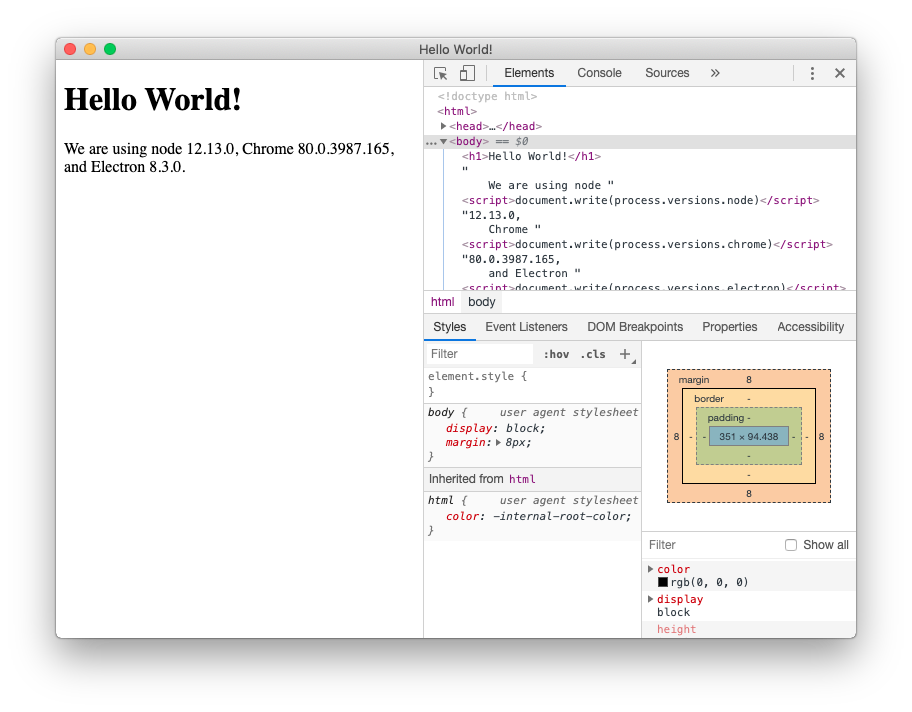 Hello World!
Hello World!
We are using node 12.13.0, Chrome 80.0.3987.165,
and Electron 8.3.0.
Elements Console Sources »
<!doctype html>
<html>
<head>…</head>
<body> == $0
<h1>Hello World!</h1>
"
We are using node "
<script>document.write(process.versions.node)</script>
"12.13.0,
Chrome "
<script>document.write(process.versions.chrome)</script>
"80.0.3987.165,
and Electron "
<script>document.write(process.versions.electron)</script>
html body
Styles Event Listeners DOM Breakpoints Properties Accessibility
Filter :hov .cls +
element.style {
}
body { user agent stylesheet
display: block;
margin: 8px;
}
Inherited from html
html { user agent stylesheet
color: -internal-root-color;
}
margin 8
border -
padding -
8 - - 351 × 94.438 - - 8
-
-
8
Filter Show all
color
rgb(0, 0, 0)
display
block
height